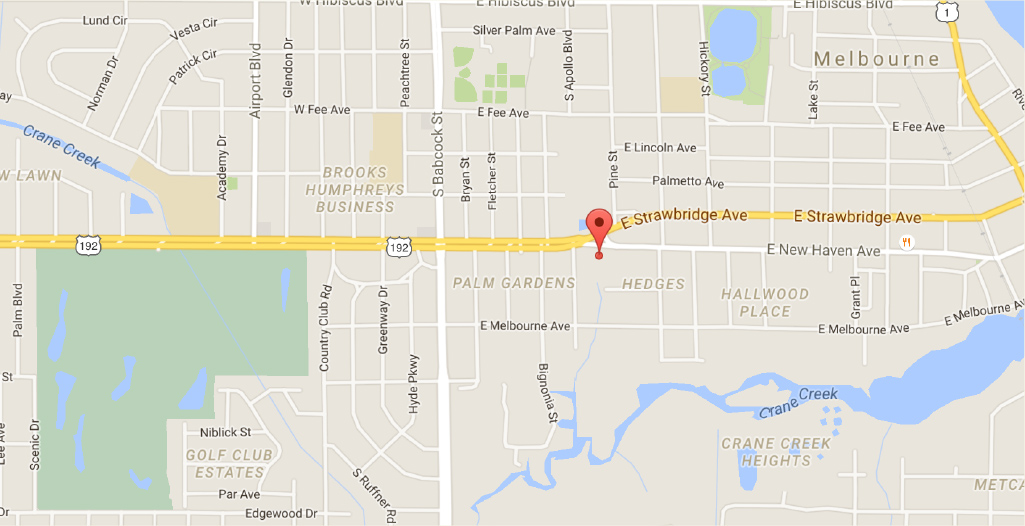 W Hibiscus Blvd
E Hibiscus Blvd
E Hibiscus Blvd
1
Lund Cir
Vesta Cir
Silver Palm Ave
Patrick Cir
Norman Dr
Airport Blvd
Glendon Dr
Peachtree St
S Apollo Blvd
Hickory St
Melbourne
Lake St
W Fee Ave
E Fee Ave
E Fee Ave
Crane Creek
S Babcock St
Academy Dr
Bryan St
Fletcher St
Pine St
E Lincoln Ave
Palmetto Ave
W LAWN
BROOKS
HUMPHREYS
BUSINESS
E Strawbridge Ave
E Strawbridge Ave
192
192
E New Haven Ave
PALM GARDENS
HEDGES
HALLWOOD
PLACE
Grant Pl
Palm Blvd
Country Club Rd
Greenway Dr
E Melbourne Ave
E Melbourne Ave
E Melbourne Ave
Hyde Pkwy
Bignonia St
St
Crane Creek
Lee Ave
Scenic Dr
Niblick St
GOLF CLUB
ESTATES
CRANE CREEK
HEIGHTS
Par Ave
S Ruffner
METCA
Dr
Edgewood Dr